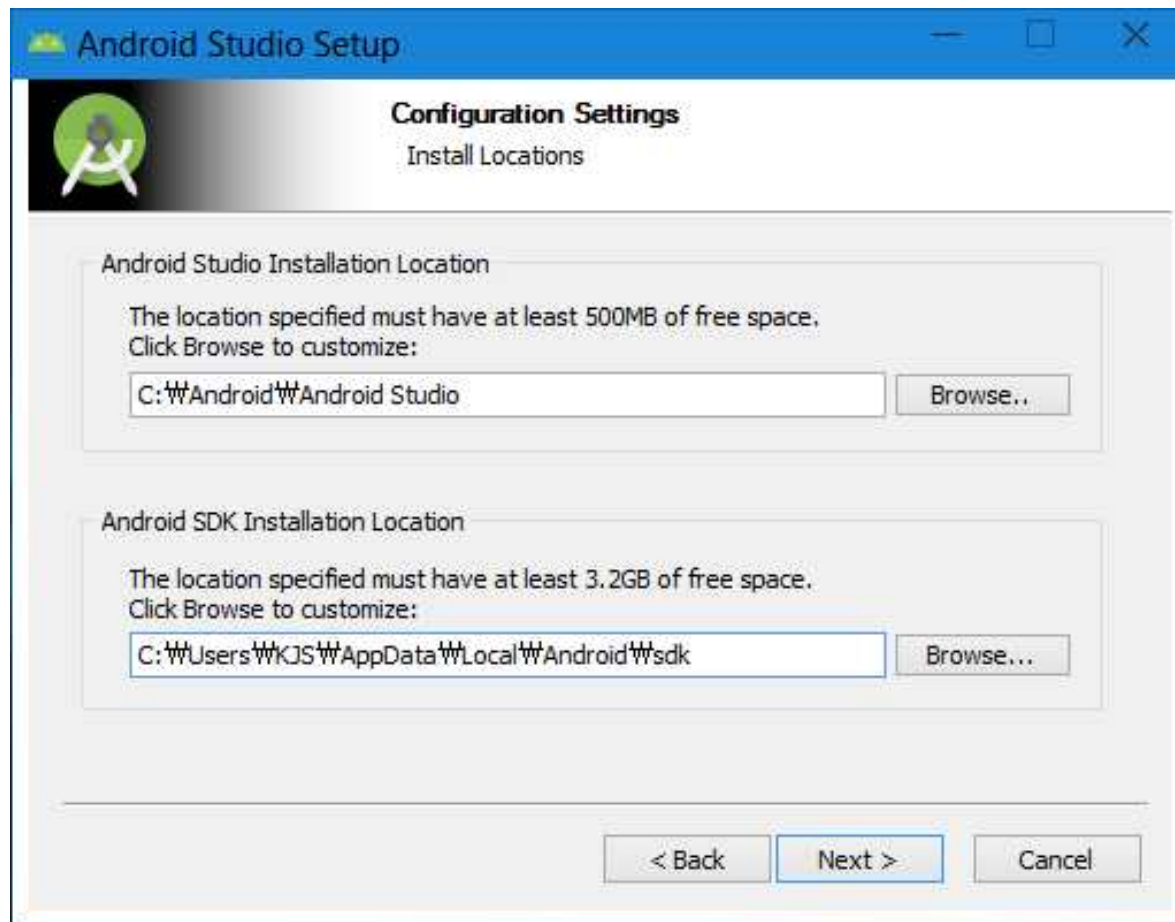 Android Studio Setup
Configuration Settings
Install Locations
Android Studio Installation Location
The location specified must have at least 500MB of free space.
Click Browse to customize:
C:₩Android₩Android Studio
Browse..
Android SDK Installation Location
The location specified must have at least 3.2GB of free space.
Click Browse to customize:
C:₩Users₩KJS₩AppData₩Local₩Android₩sdk
Browse...
< Back
Next >
Cancel